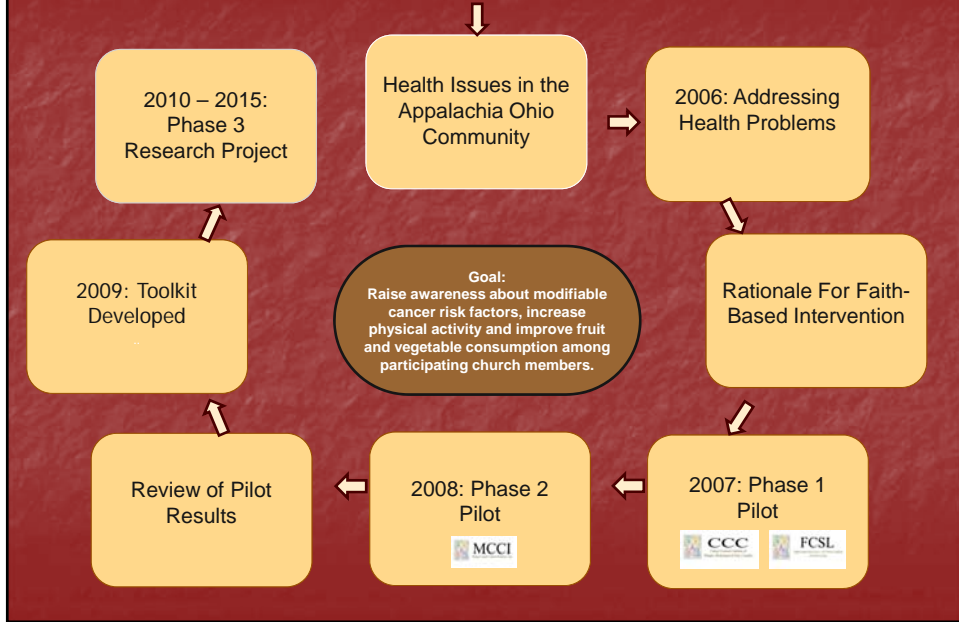 Health Issues in the
Appalachia Ohio
Community
2006: Addressing
Health Problems
Rationale For Faith-
Based Intervention
2007: Phase 1
Pilot
CCC
FCSL
2008: Phase 2
Pilot
MCCI
Review of Pilot
Results
2009: Toolkit
Developed
..
2010 – 2015:
Phase 3
Research Project
Goal:
Raise awareness about modifiable
cancer risk factors, increase
physical activity and improve fruit
and vegetable consumption among
participating church members.